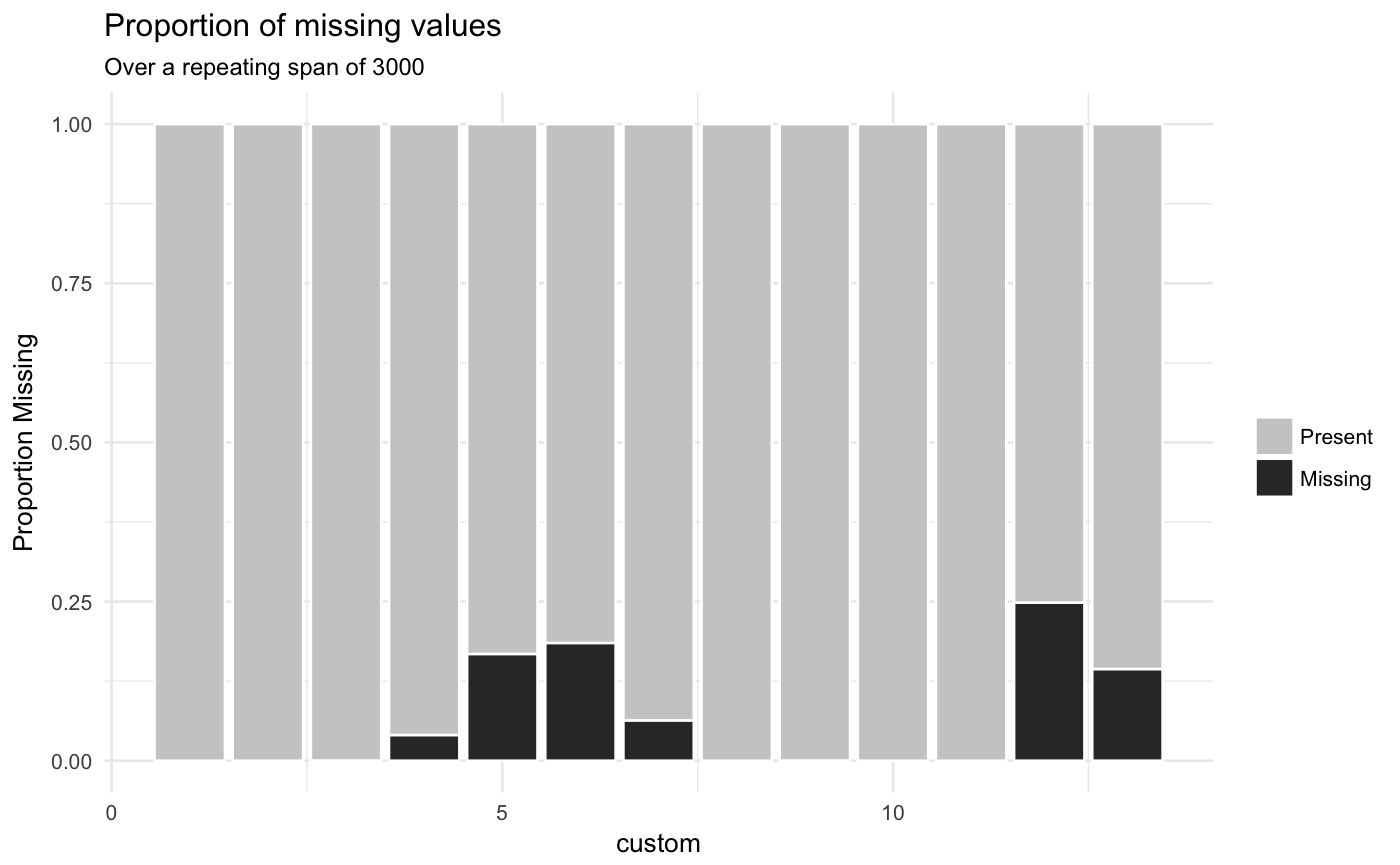 Proportion of missing values
Over a repeating span of 3000
Proportion Missing
1.00
0.75
0.50
0.25
0.00
0
5
10
custom
Present
Missing